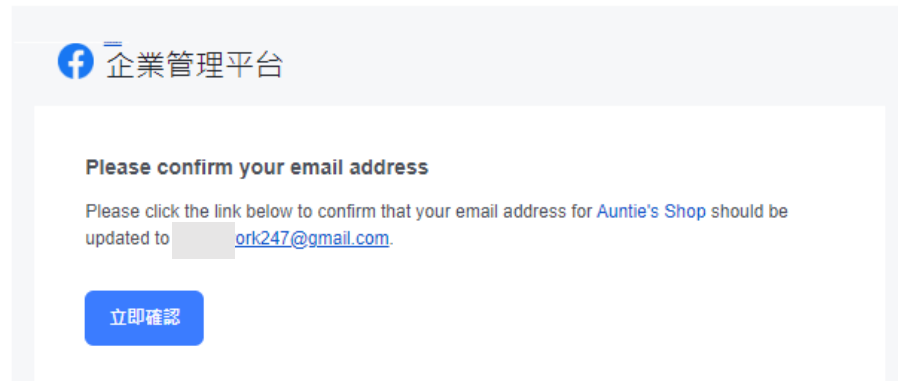 企業管理平台
Please confirm your email address
Please click the link below to confirm that your email address for Auntie's Shop should be
updated to ork247@gmail.com.
立即確認